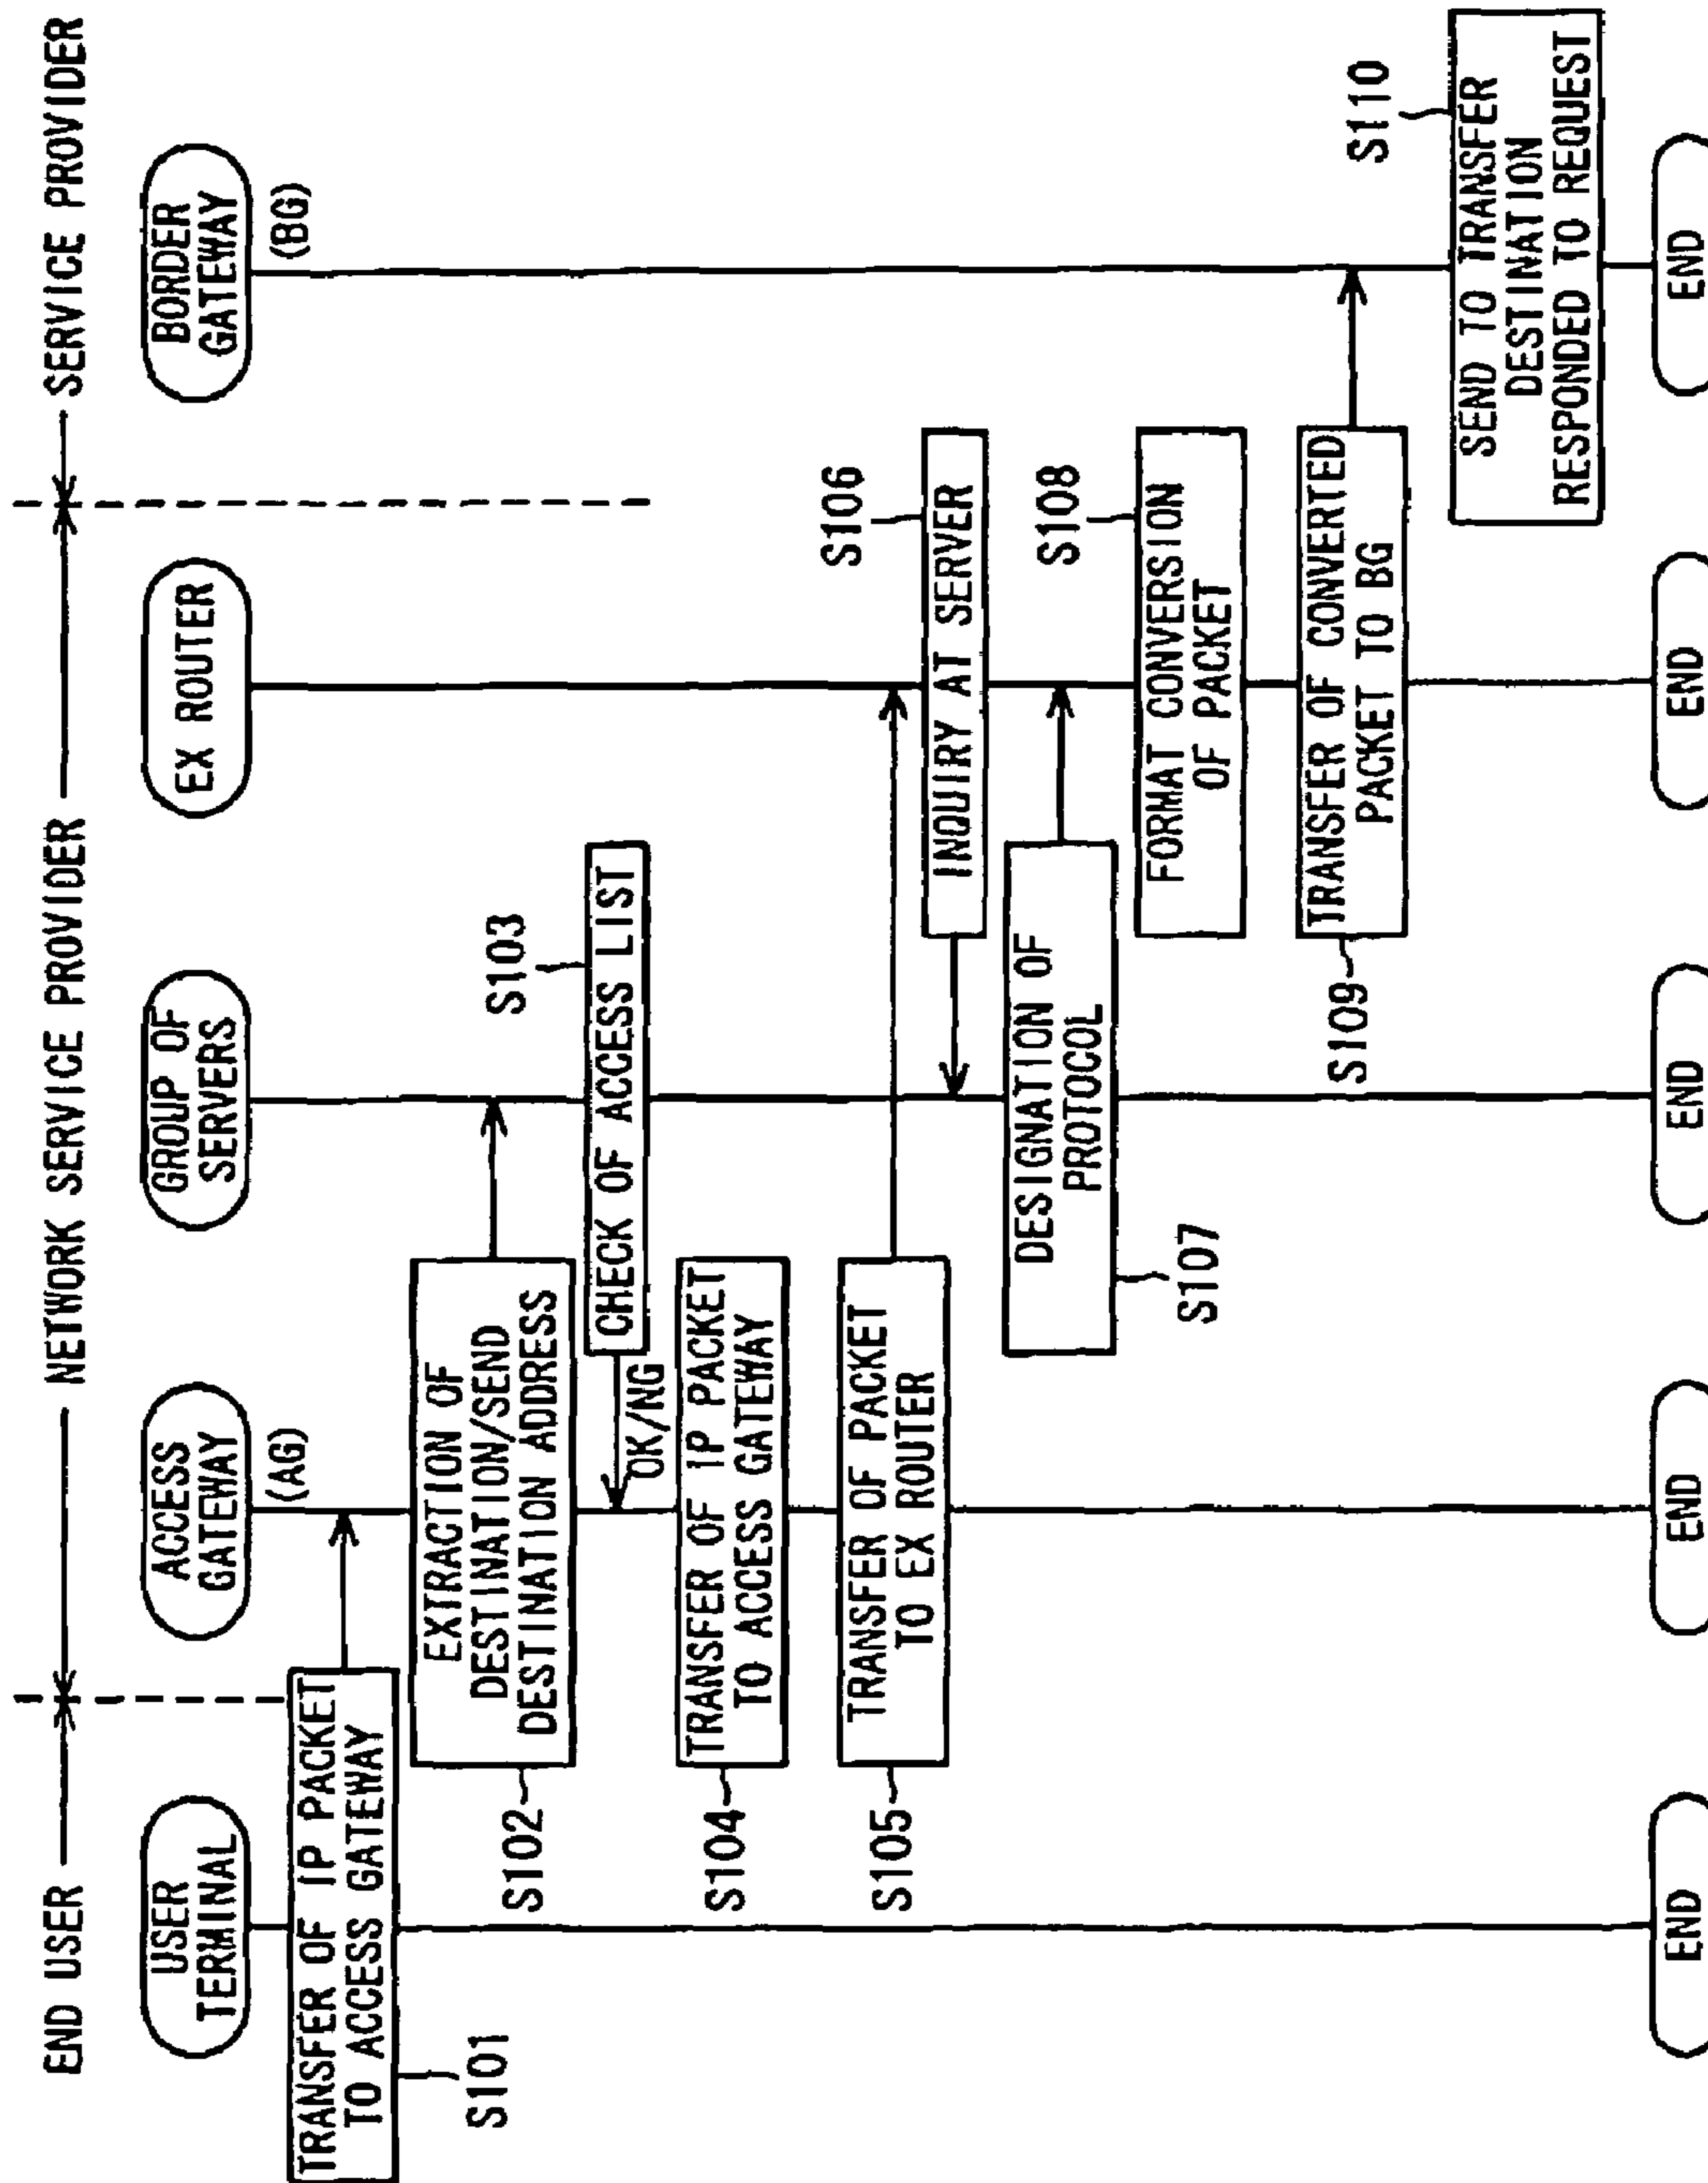 END USER
NETWORK SERVICE PROVIDER
SERVICE PROVIDER
USER
TERMINAL
ACCESS
GATEWAY
(AG)
GROUP OF
SERVERS
EX ROUTER
BORDER
GATEWAY
(BG)
TRANSFER OF IP PACKET
TO ACCESS GATEWAY
S101
EXTRACTION OF
DESTINATION/SEND
DESTINATION ADDRESS
S102
S103
CHECK OF ACCESS LIST
OK/NG
TRANSFER OF IP PACKET
TO ACCESS GATEWAY
S104
TRANSFER OF PACKET
TO EX ROUTER
S105
S106
INQUIRY AT SERVER
DESIGNATION OF
PROTOCOL
S107
S108
FORMAT CONVERSION
OF PACKET
TRANSFER OF CONVERTED
PACKET TO BG
S109
S110
SEND TO TRANSFER
DESTINATION
RESPONDED TO REQUEST
END
END
END
END
END